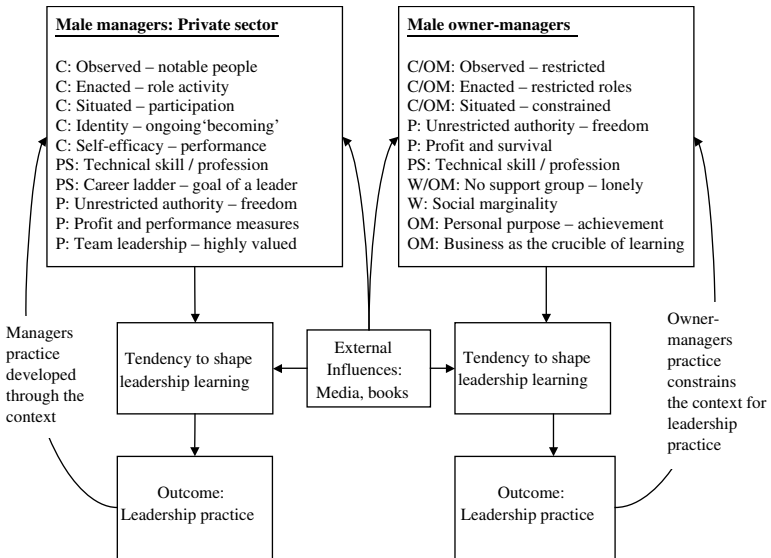 Male managers: Private sector
C: Observed – notable people
C: Enacted – role activity
C: Situated – participation
C: Identity – ongoing‘becoming’
C: Self-efficacy – performance
PS: Technical skill / profession
PS: Career ladder – goal of a leader
P: Unrestricted authority – freedom
P: Profit and performance measures
P: Team leadership – highly valued
Male owner-managers
C/OM: Observed – restricted
C/OM: Enacted – restricted roles
C/OM: Situated – constrained
P: Unrestricted authority – freedom
P: Profit and survival
PS: Technical skill / profession
W/OM: No support group – lonely
W: Social marginality
OM: Personal purpose – achievement
OM: Business as the crucible of learning
Managers
practice
developed
through the
context
Tendency to shape
leadership learning
External
Influences:
Media, books
Tendency to shape
leadership learning
Owner-
managers
practice
constrains
the context for
leadership
practice
Outcome:
Leadership practice
Outcome:
Leadership practice